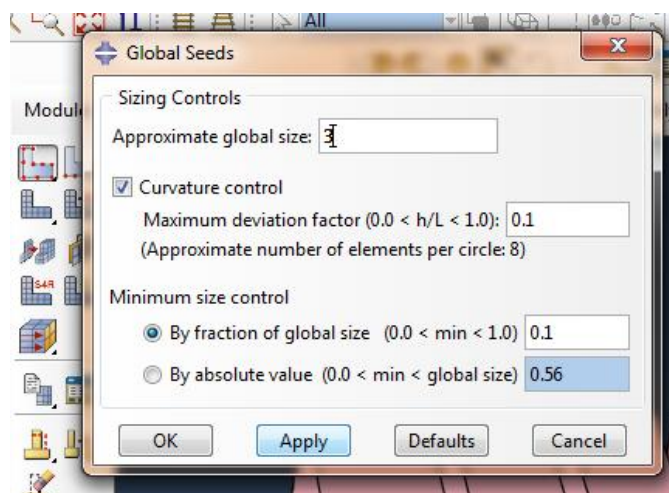 All
Global Seeds
Modul
Sizing Controls
Approximate global size: 3
Curvature control
Maximum deviation factor (0.0 < h/L < 1.0): 0.1
(Approximate number of elements per circle: 8)
Minimum size control
By fraction of global size (0.0 < min < 1.0) 0.1
By absolute value (0.0 < min < global size) 0.56
S4R
OK Apply Defaults Cancel